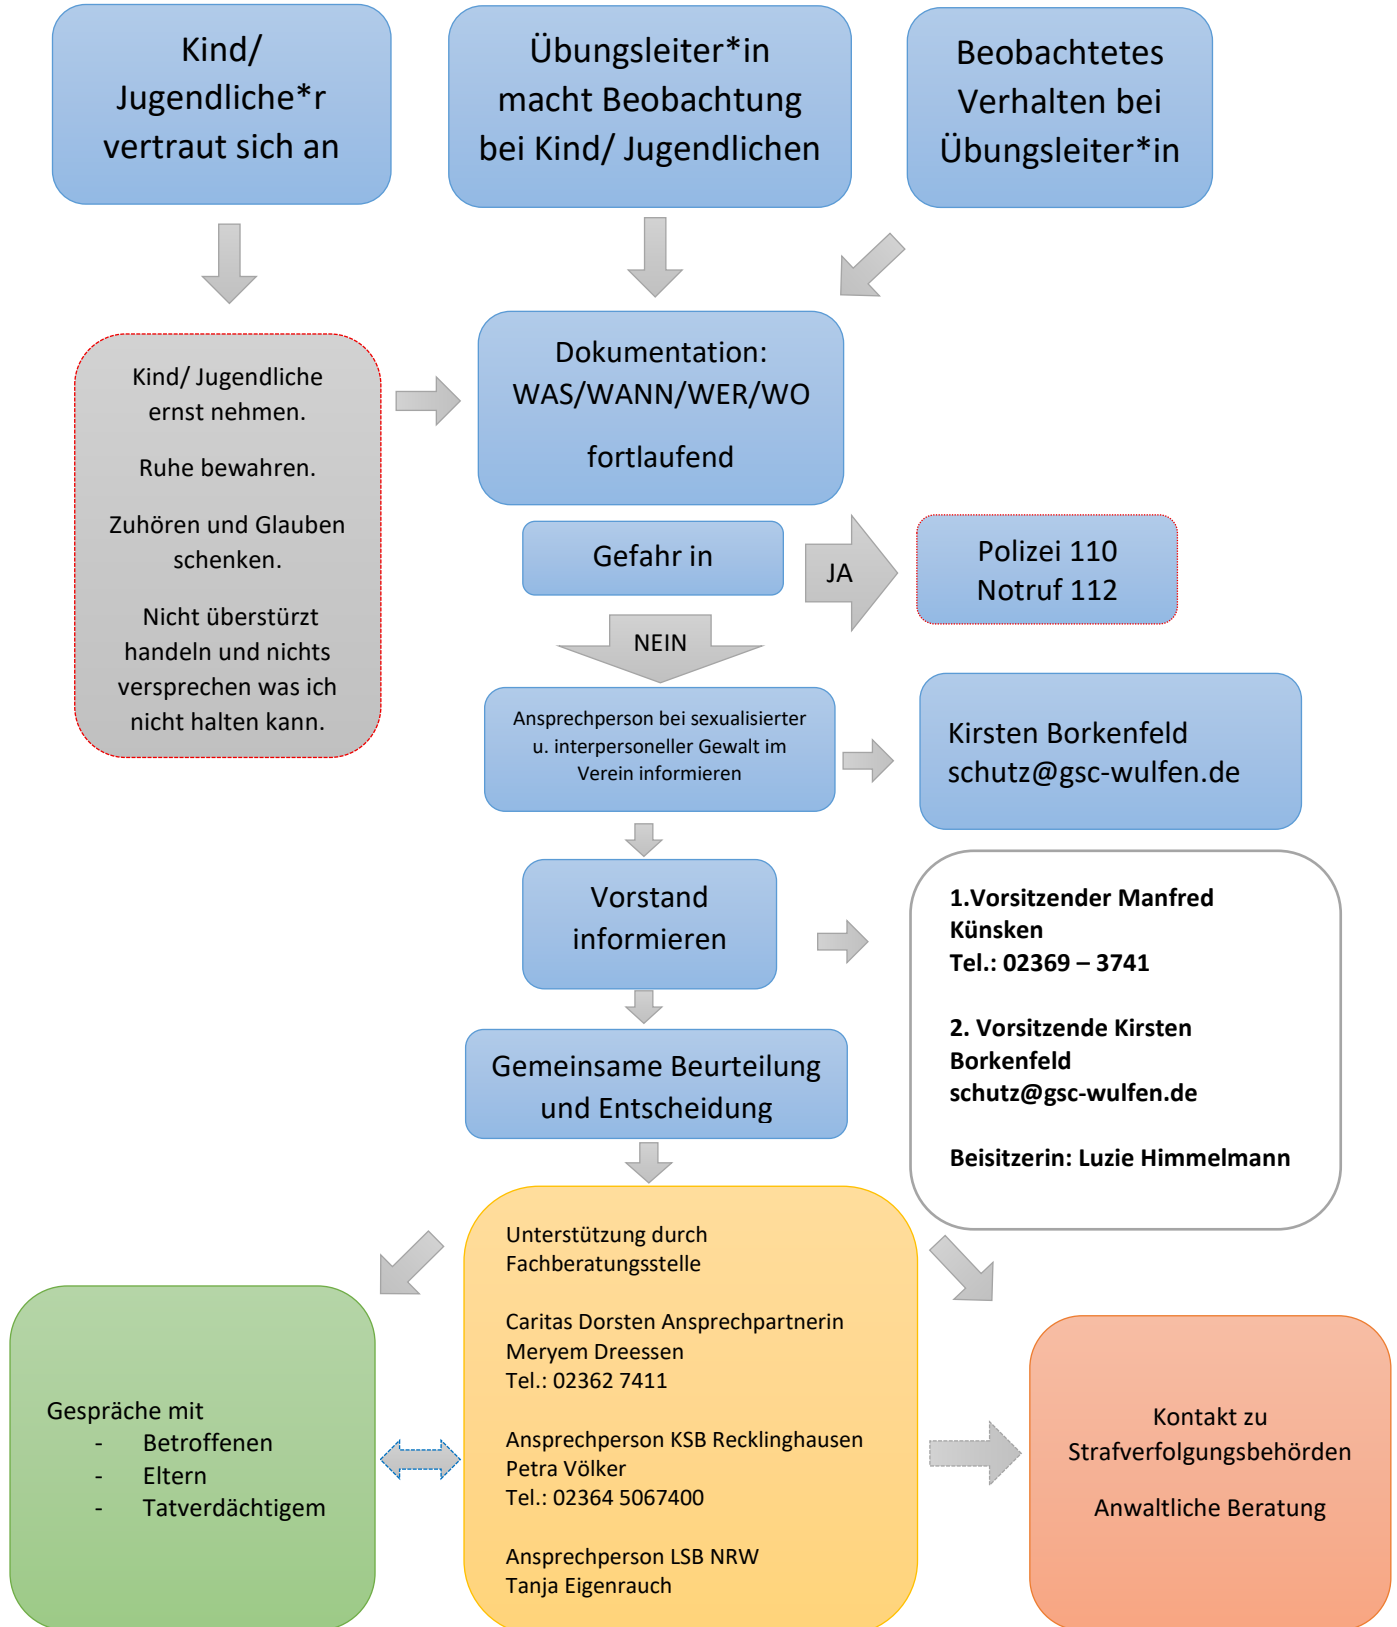 Kind/
Jugendliche*r
vertraut sich an
Übungsleiter*in
macht Beobachtung
bei Kind/ Jugendlichen
Beobachtetes
Verhalten bei
Übungsleiter*in
Kind/ Jugendliche
ernst nehmen.
Ruhe bewahren.
Zuhören und Glauben
schenken.
Nicht überstürzt
handeln und nichts
versprechen was ich
nicht halten kann.
Dokumentation:
WAS/WANN/WER/WO
fortlaufend
Gefahr in
JA
Polizei 110
Notruf 112
NEIN
Ansprechperson bei sexualisierter
u. interpersoneller Gewalt im
Verein informieren
Kirsten Borkenfeld
schutz@gsc-wulfen.de
Vorstand
informieren
1.Vorsitzender Manfred
Künsken
Tel.: 02369 – 3741
2. Vorsitzende Kirsten
Borkenfeld
schutz@gsc-wulfen.de
Beisitzerin: Luzie Himmelmann
Gemeinsame Beurteilung
und Entscheidung
Unterstützung durch
Fachberatungsstelle
Caritas Dorsten Ansprechpartnerin
Meryem Dreessen
Tel.: 02362 7411
Ansprechperson KSB Recklinghausen
Petra Völker
Tel.: 02364 5067400
Ansprechperson LSB NRW
Tanja Eigenrauch
Gespräche mit
- Betroffenen
- Eltern
- Tatverdächtigem
Kontakt zu
Strafverfolgungsbehörden
Anwaltliche Beratung